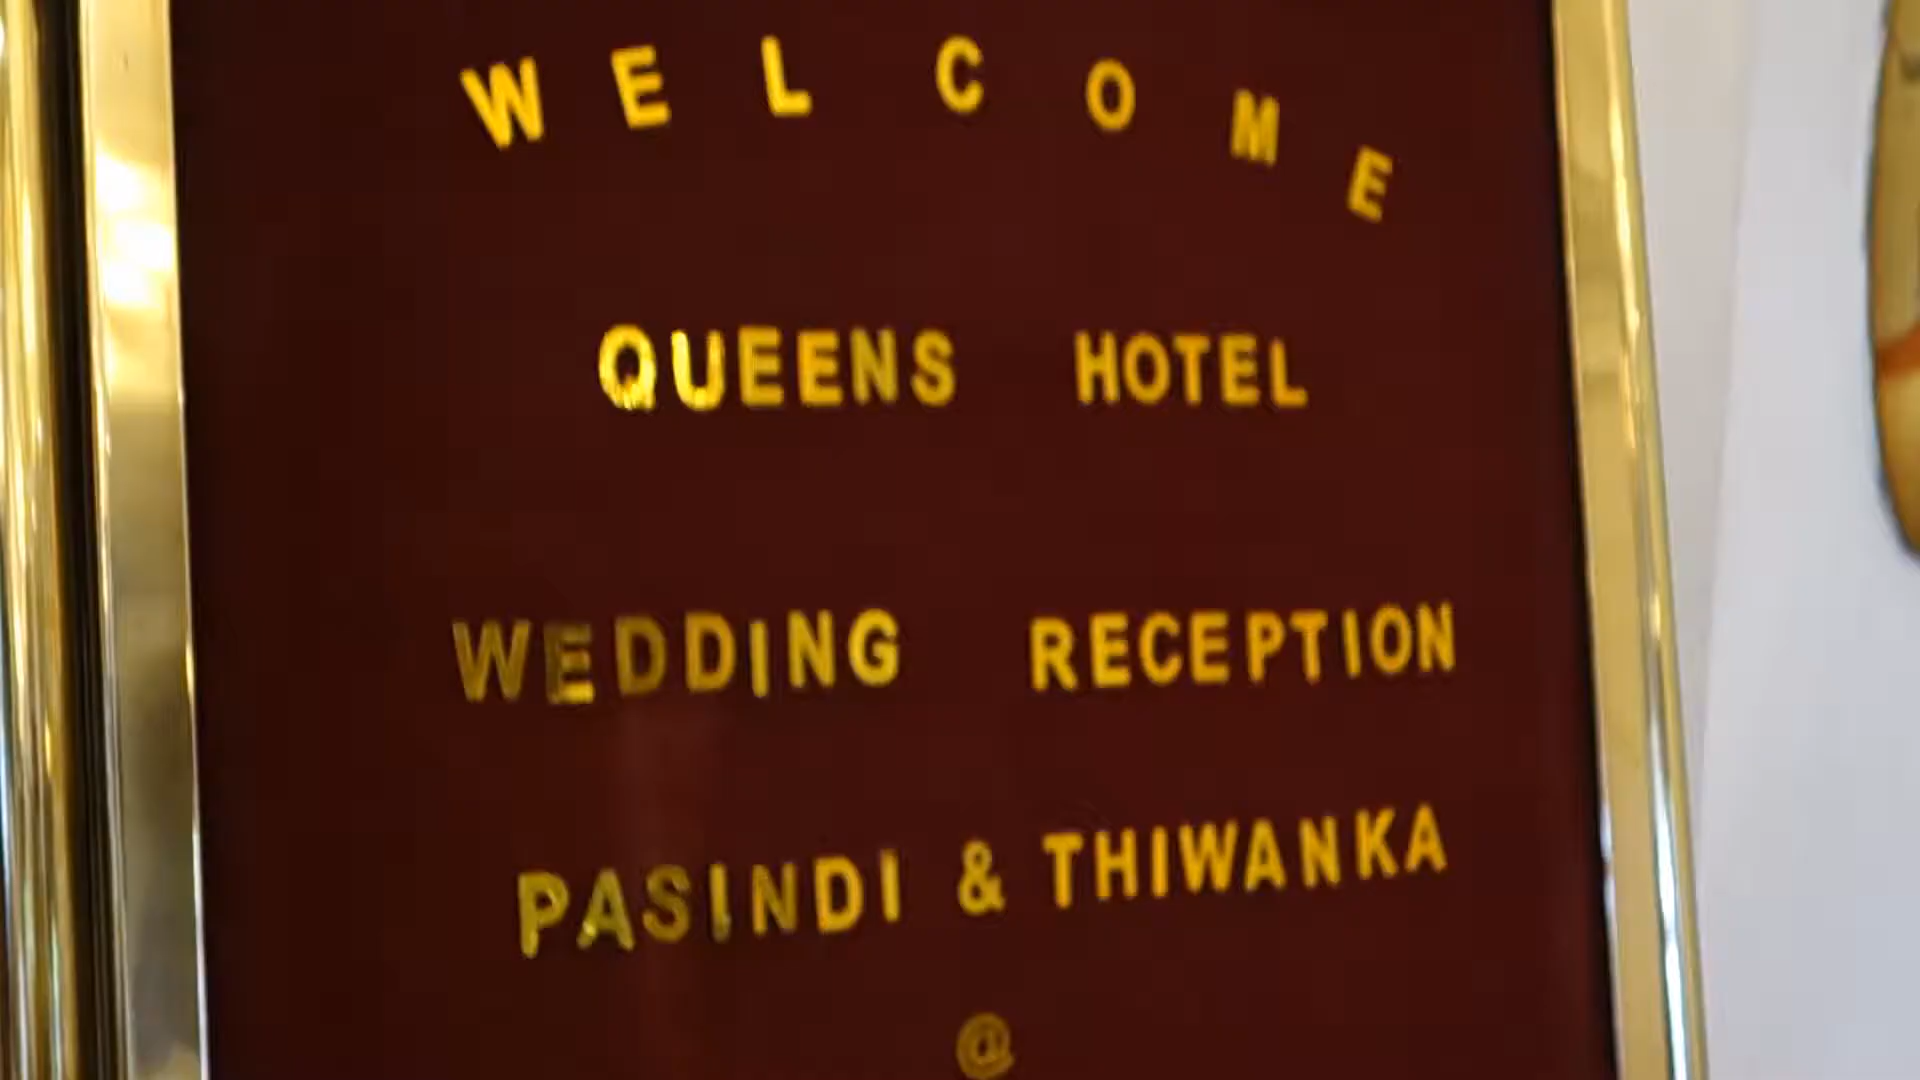 WELCOME
QUEENS HOTEL
WEDDING RECEPTION
PASINDI & THIWANKA
@